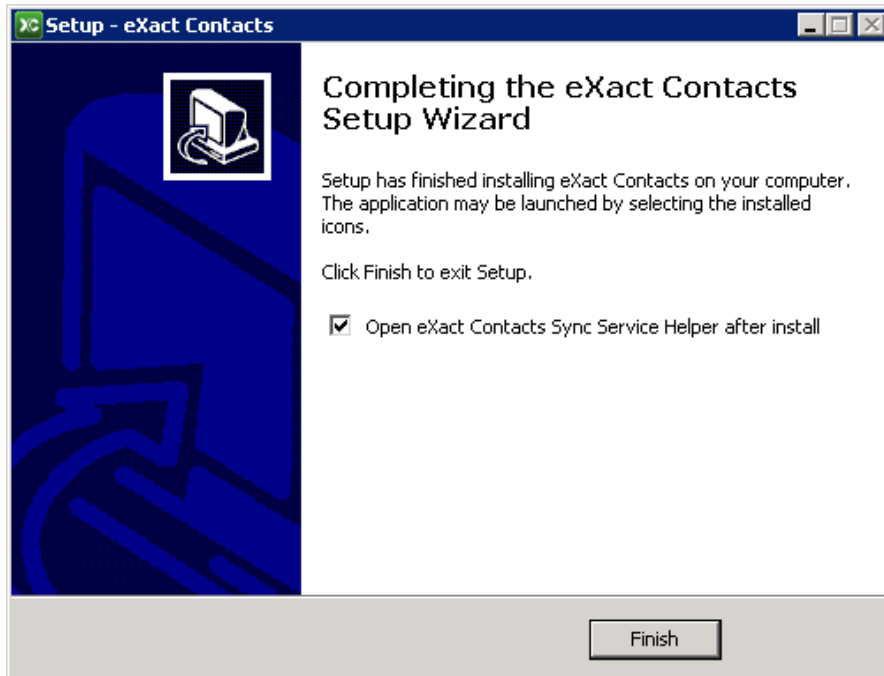 XC Setup - eXact Contacts
Completing the eXact Contacts
Setup Wizard
Setup has finished installing eXact Contacts on your computer.
The application may be launched by selecting the installed
icons.
Click Finish to exit Setup.
Open eXact Contacts Sync Service Helper after install
Finish